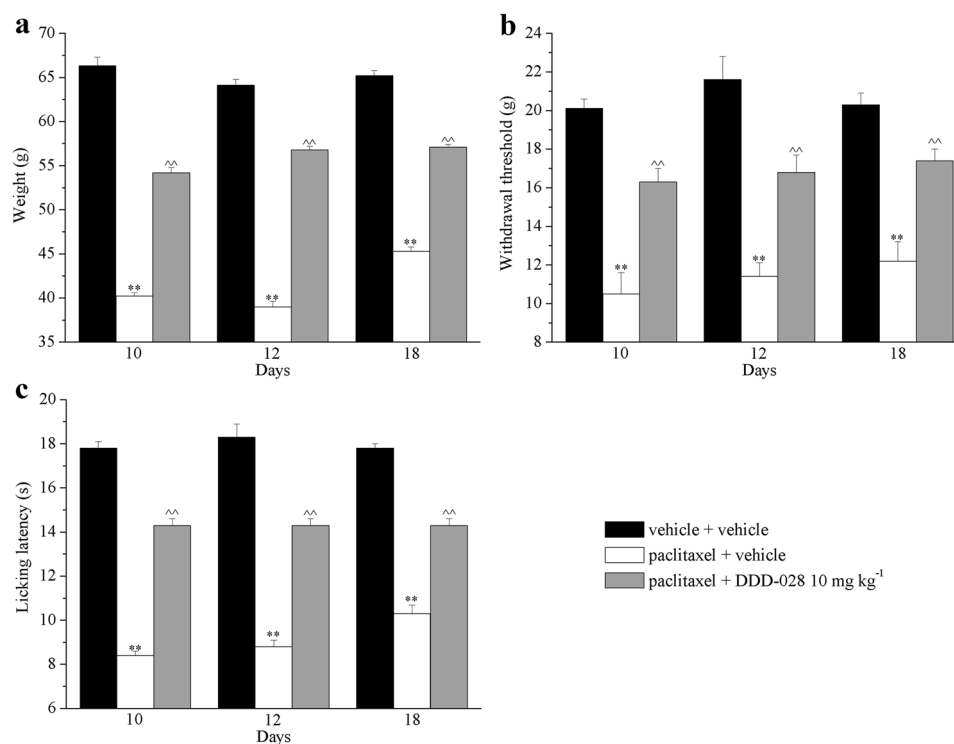 a
Weight (g)
70
65
60
55
50
45
40
35
^^
^^
^^
**
**
**
10 12 18
Days
b
Withdrawal threshold (g)
24
22
20
18
16
14
12
10
8
^^
^^
^^
**
**
**
10 12 18
Days
c
Licking latency (s)
20
18
16
14
12
10
8
6
^^
^^
^^
**
**
**
10 12 18
Days
vehicle + vehicle
paclitaxel + vehicle
paclitaxel + DDD-028 10 mg kg⁻¹